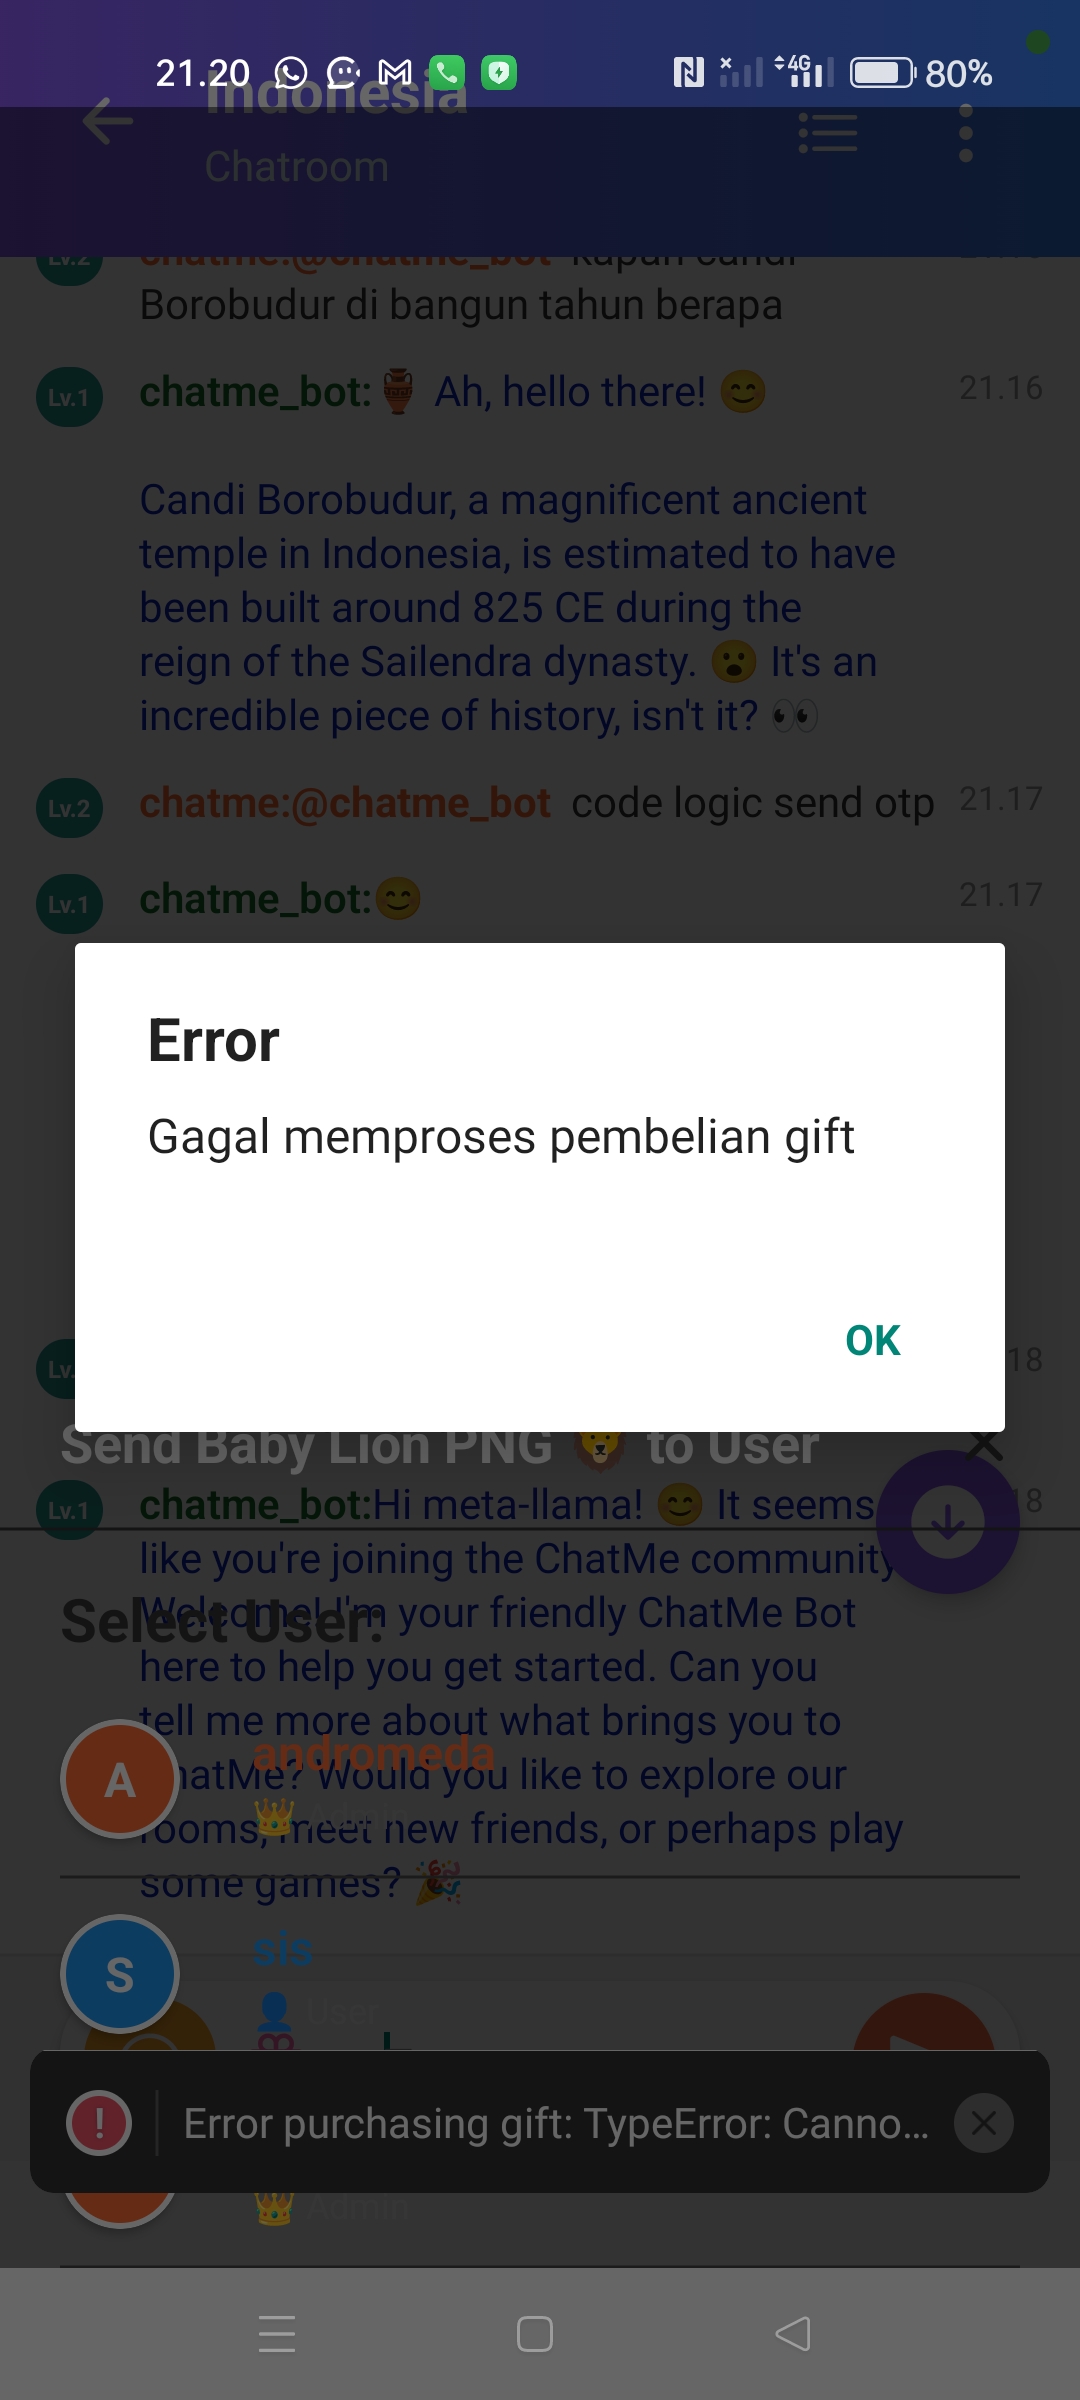 21.20
4G
80%
Indonesia
Chatroom
Lv.2
chatme:@chatme_bot kapan candi
Borobudur di bangun tahun berapa
Lv.1
chatme_bot:🏺 Ah, hello there! 😊
21.16
Candi Borobudur, a magnificent ancient
temple in Indonesia, is estimated to have
been built around 825 CE during the
reign of the Sailendra dynasty. 😮 It's an
incredible piece of history, isn't it? 👀
Lv.2
chatme:@chatme_bot code logic send otp
21.17
Lv.1
chatme_bot:😊
21.17
Error
Gagal memproses pembelian gift
OK
Lv.
18
Send Baby Lion PNG 🦁 to User
Lv.1
chatme_bot:Hi meta-llama! 😊 It seems
18
like you're joining the ChatMe community
Welcome! I'm your friendly ChatMe Bot
Select User:
here to help you get started. Can you
tell me more about what brings you to
andromeda
A
ChatMe? Would you like to explore our
👑 Admin
rooms, meet new friends, or perhaps play
some games? 🎉
sis
S
👤 User
Error purchasing gift: TypeError: Canno...
👑 Admin